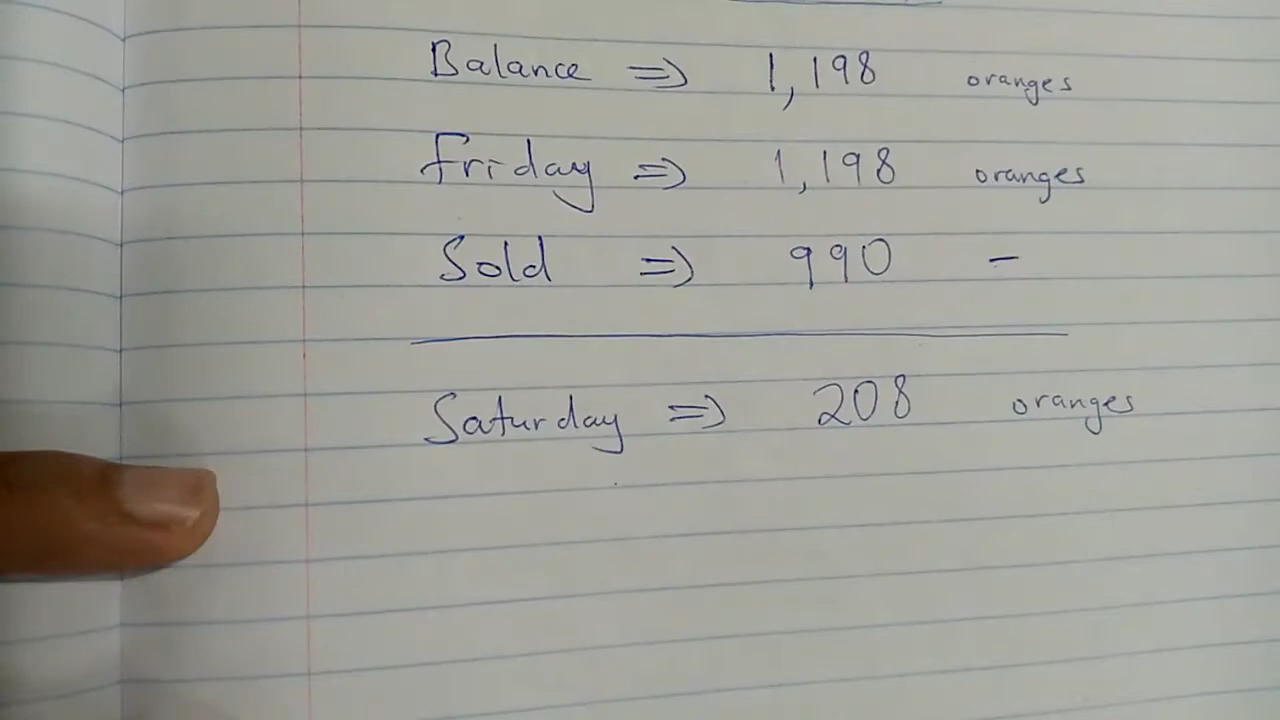 Balance => 1,198 oranges
Friday => 1,198 oranges
Sold => 990 -
Saturday => 208 oranges